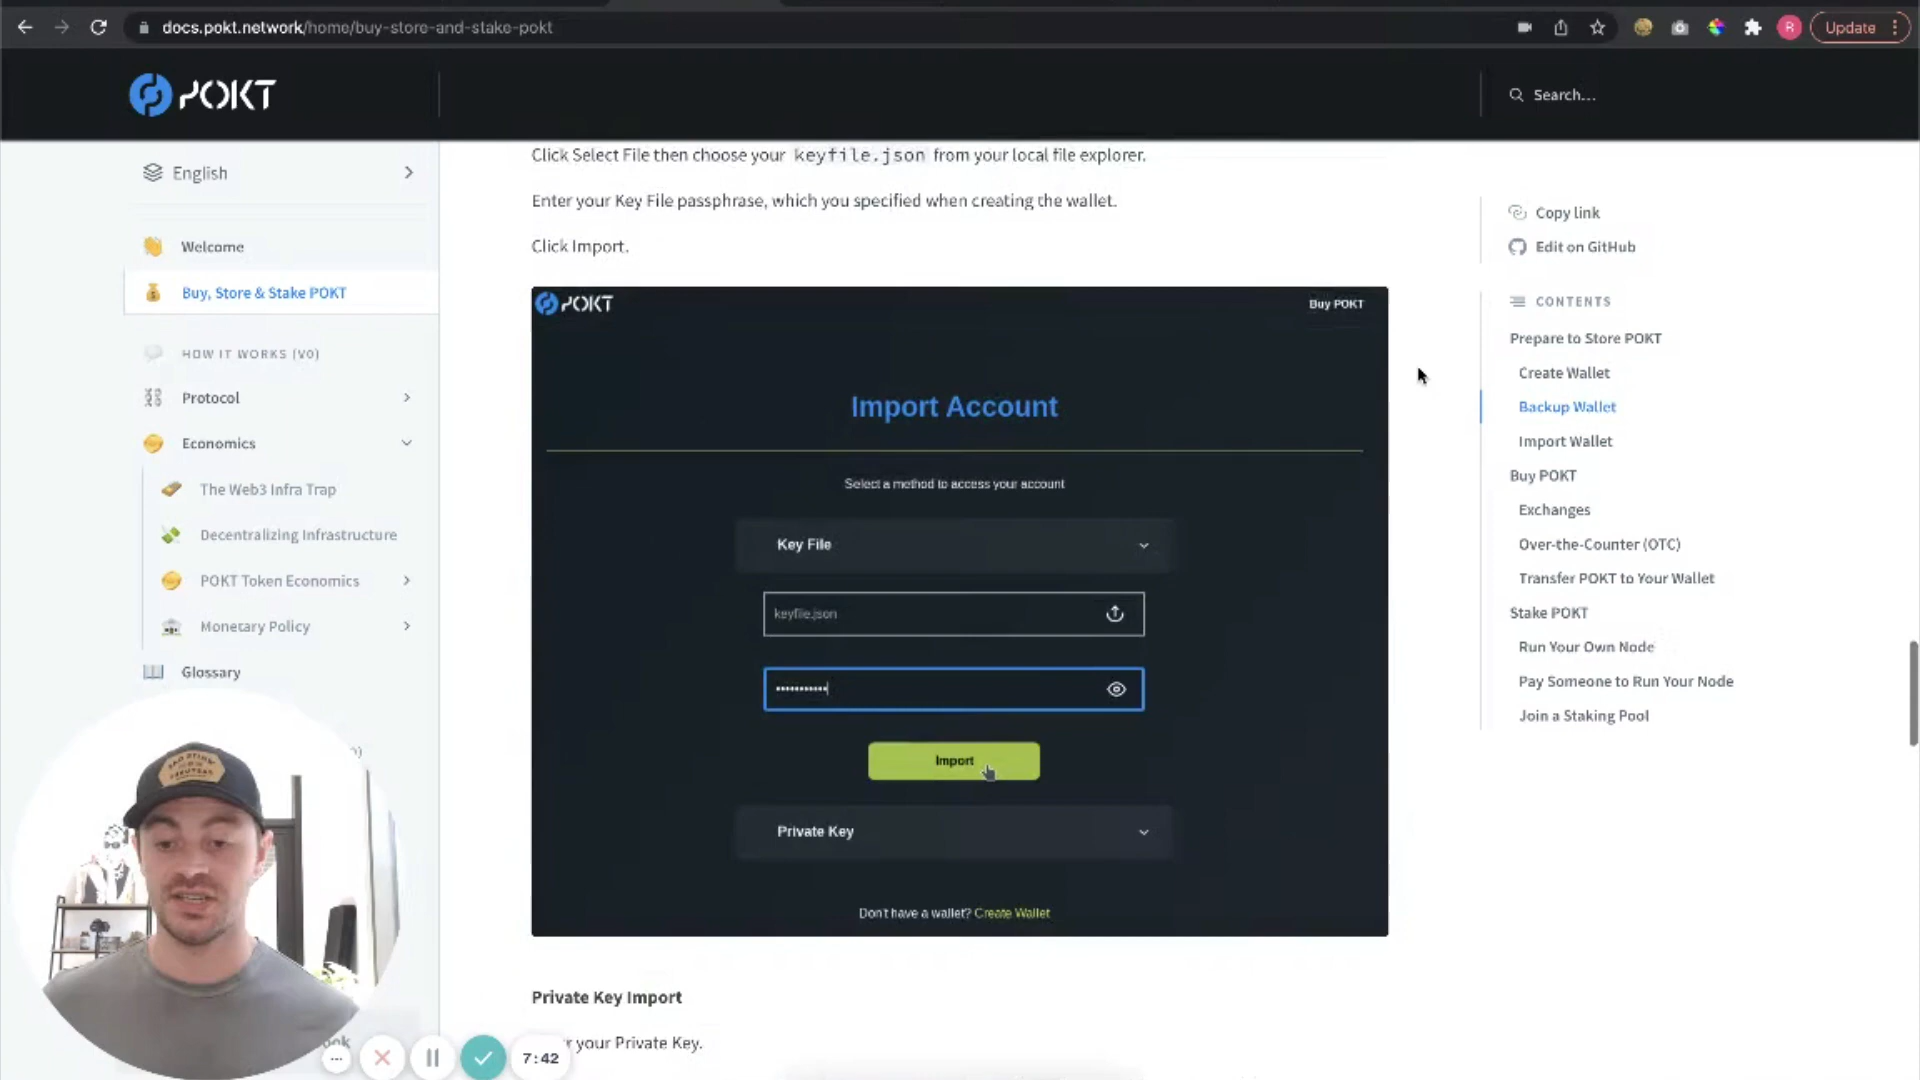 docs.pokt.network/home/buy-store-and-stake-pokt
R
Update
POKT
Search...
English
Welcome
Buy, Store & Stake POKT
HOW IT WORKS (V0)
Protocol
Economics
The Web3 Infra Trap
Decentralizing Infrastructure
POKT Token Economics
Monetary Policy
Glossary
Click Select File then choose your keyfile.json from your local file explorer.
Enter your Key File passphrase, which you specified when creating the wallet.
Click Import.
POKT
Buy POKT
Import Account
Select a method to access your account
Key File
keyfile.json
Import
Private Key
Don't have a wallet? Create Wallet
Private Key Import
your Private Key.
Copy link
Edit on GitHub
CONTENTS
Prepare to Store POKT
Create Wallet
Backup Wallet
Import Wallet
Buy POKT
Exchanges
Over-the-Counter (OTC)
Transfer POKT to Your Wallet
Stake POKT
Run Your Own Node
Pay Someone to Run Your Node
Join a Staking Pool
7:42